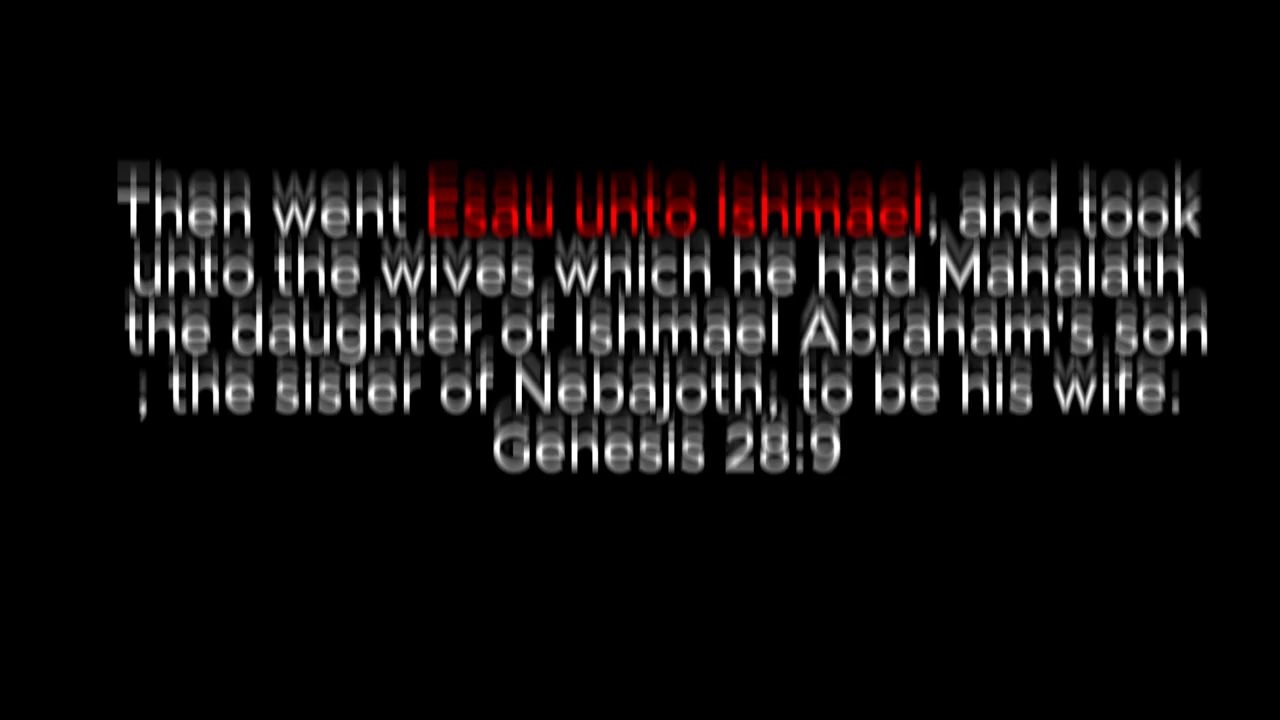 Then went Esau unto Ishmael, and took
unto the wives which he had Mahalath
the daughter of Ishmael Abraham's son
, the sister of Nebajoth, to be his wife.
Genesis 28:9